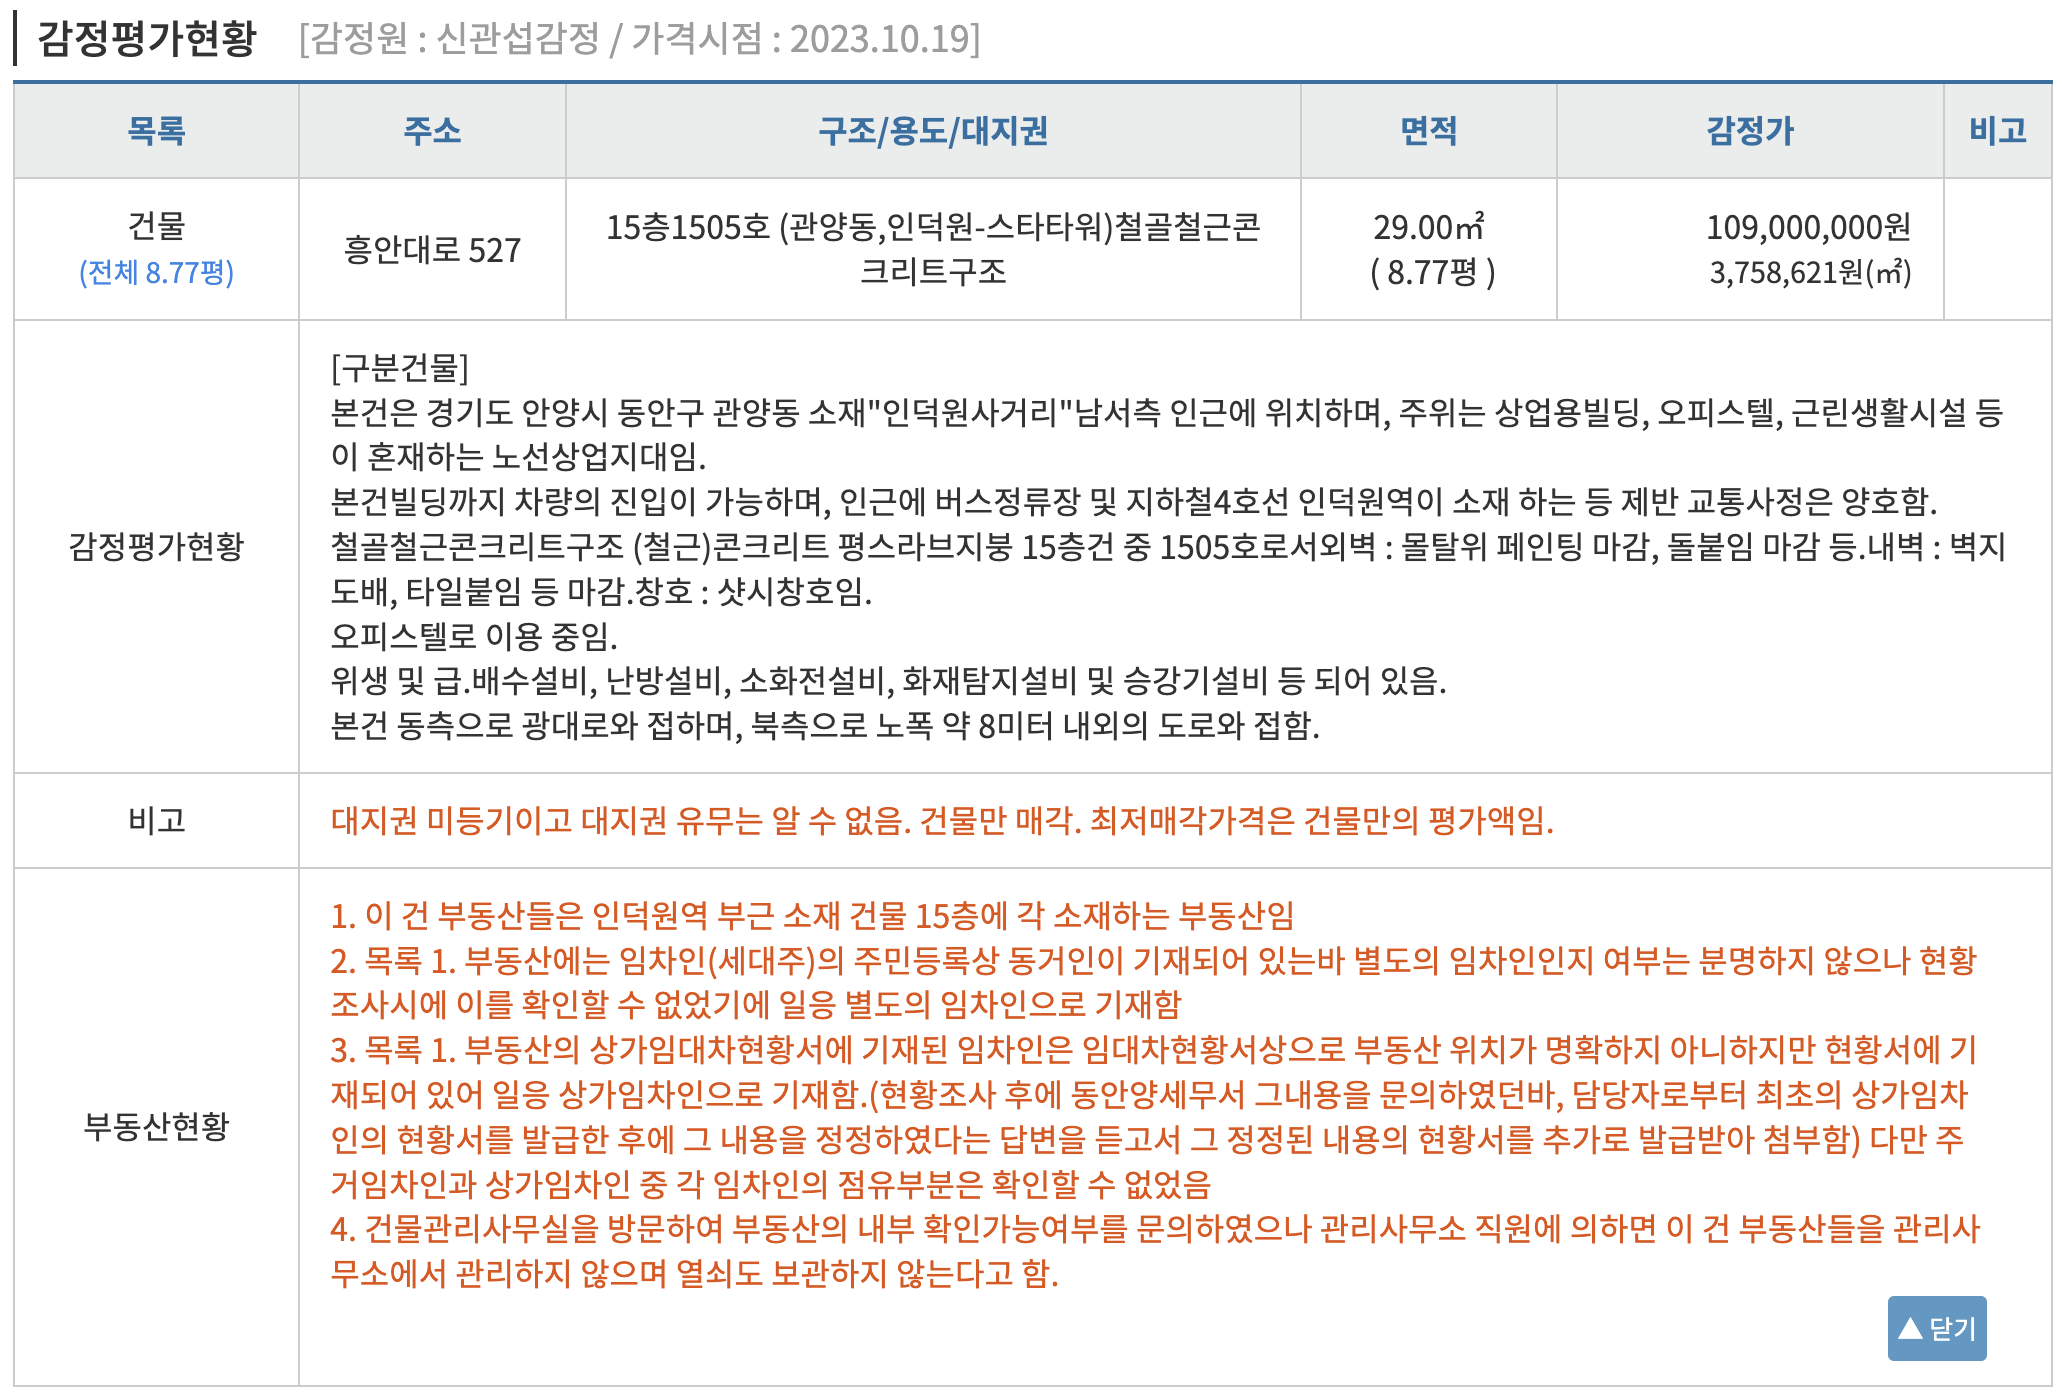 감정평가현황 [감정원 : 신관섭감정 / 가격시점 : 2023.10.19]
목록 주소 구조/용도/대지권 면적 감정가 비고
건물
(전체 8.77평)
흥안대로 527
15층1505호 (관양동,인덕원-스타타워)철골철근콘
크리트구조
29.00㎡
( 8.77평 )
109,000,000원
3,758,621원(㎡)
감정평가현황
[구분건물]
본건은 경기도 안양시 동안구 관양동 소재"인덕원사거리"남서측 인근에 위치하며, 주위는 상업용빌딩, 오피스텔, 근린생활시설 등
이 혼재하는 노선상업지대임.
본건빌딩까지 차량의 진입이 가능하며, 인근에 버스정류장 및 지하철4호선 인덕원역이 소재 하는 등 제반 교통사정은 양호함.
철골철근콘크리트구조 (철근)콘크리트 평스라브지붕 15층건 중 1505호로서외벽 : 몰탈위 페인팅 마감, 돌붙임 마감 등.내벽 : 벽지
도배, 타일붙임 등 마감.창호 : 샷시창호임.
오피스텔로 이용 중임.
위생 및 급.배수설비, 난방설비, 소화전설비, 화재탐지설비 및 승강기설비 등 되어 있음.
본건 동측으로 광대로와 접하며, 북측으로 노폭 약 8미터 내외의 도로와 접함.
비고
대지권 미등기이고 대지권 유무는 알 수 없음. 건물만 매각. 최저매각가격은 건물만의 평가액임.
부동산현황
1. 이 건 부동산들은 인덕원역 부근 소재 건물 15층에 각 소재하는 부동산임
2. 목록 1. 부동산에는 임차인(세대주)의 주민등록상 동거인이 기재되어 있는바 별도의 임차인인지 여부는 분명하지 않으나 현황
조사시에 이를 확인할 수 없었기에 일응 별도의 임차인으로 기재함
3. 목록 1. 부동산의 상가임대차현황서에 기재된 임차인은 임대차현황서상으로 부동산 위치가 명확하지 아니하지만 현황서에 기
재되어 있어 일응 상가임차인으로 기재함.(현황조사 후에 동안양세무서 그내용을 문의하였던바, 담당자로부터 최초의 상가임차
인의 현황서를 발급한 후에 그 내용을 정정하였다는 답변을 듣고서 그 정정된 내용의 현황서를 추가로 발급받아 첨부함) 다만 주
거임차인과 상가임차인 중 각 임차인의 점유부분은 확인할 수 없었음
4. 건물관리사무실을 방문하여 부동산의 내부 확인가능여부를 문의하였으나 관리사무소 직원에 의하면 이 건 부동산들을 관리사
무소에서 관리하지 않으며 열쇠도 보관하지 않는다고 함.
▲ 닫기